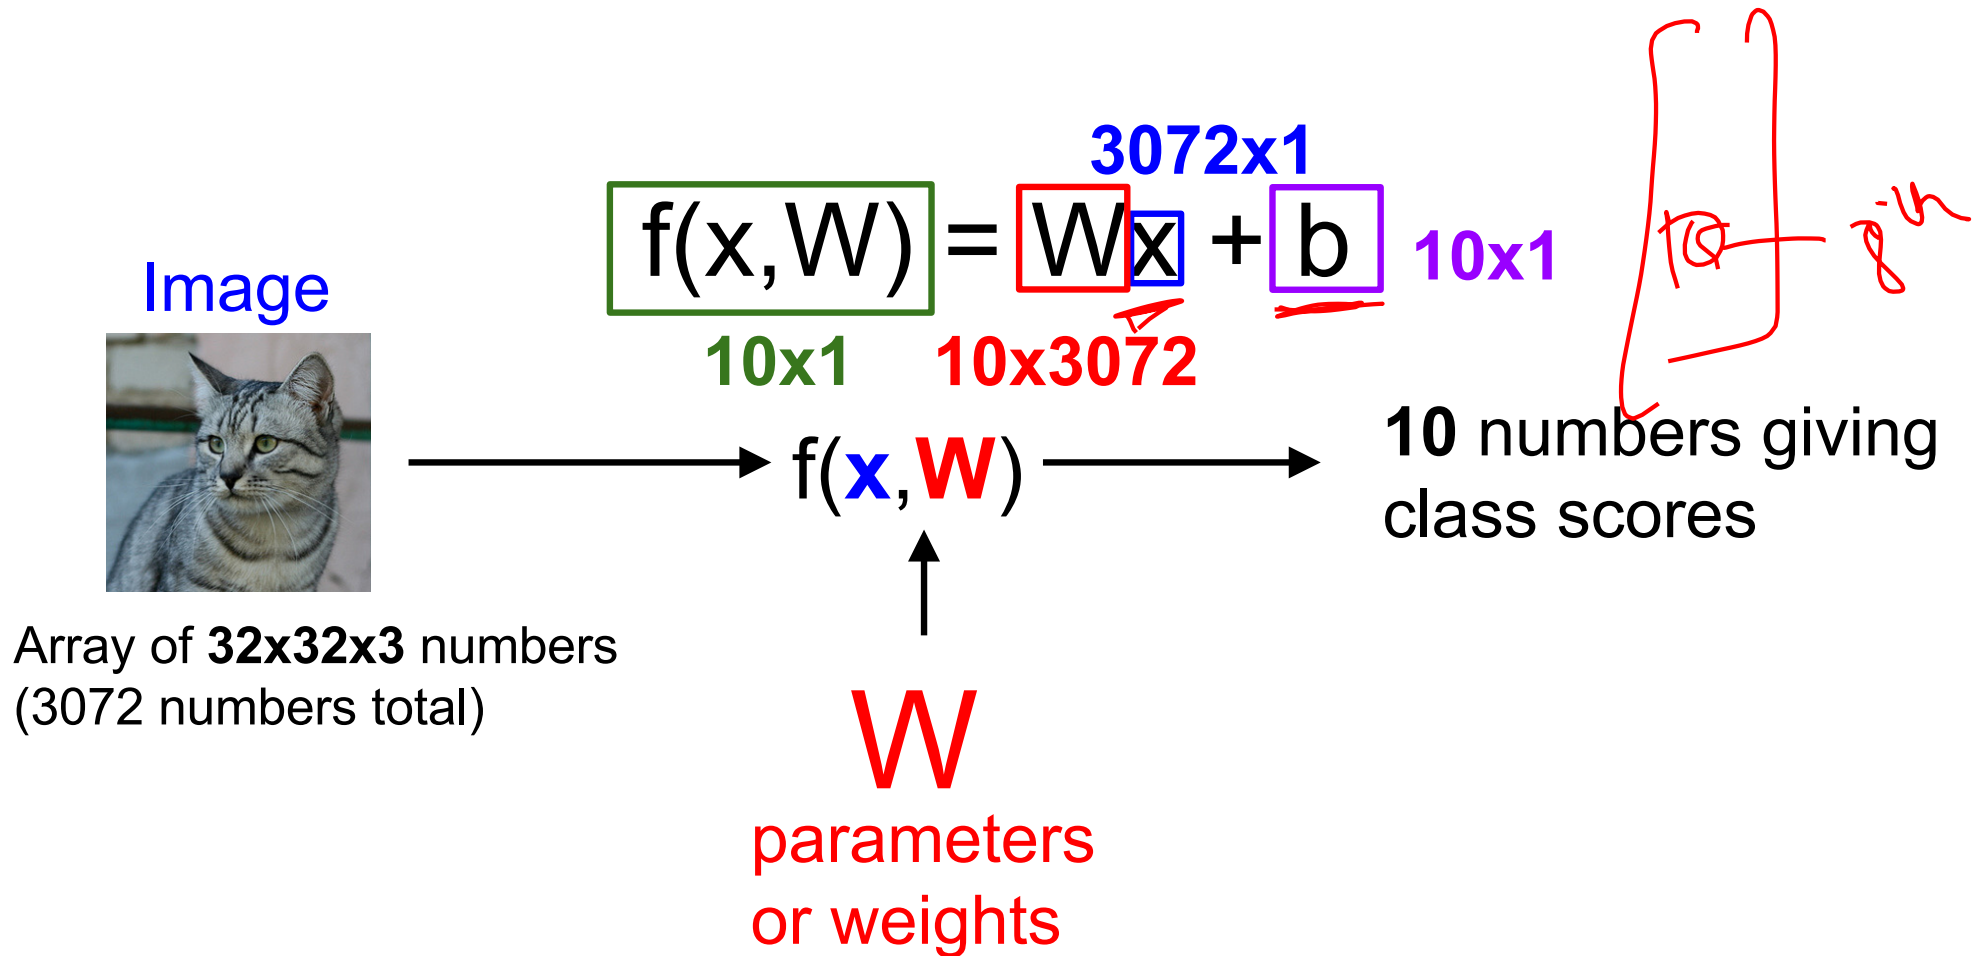 3072x1
f(x,W) = Wx + b 10x1
10x1 10x3072
Image
f(x,W)
10 numbers giving
class scores
Array of 32x32x3 numbers
(3072 numbers total)
W
parameters
or weights